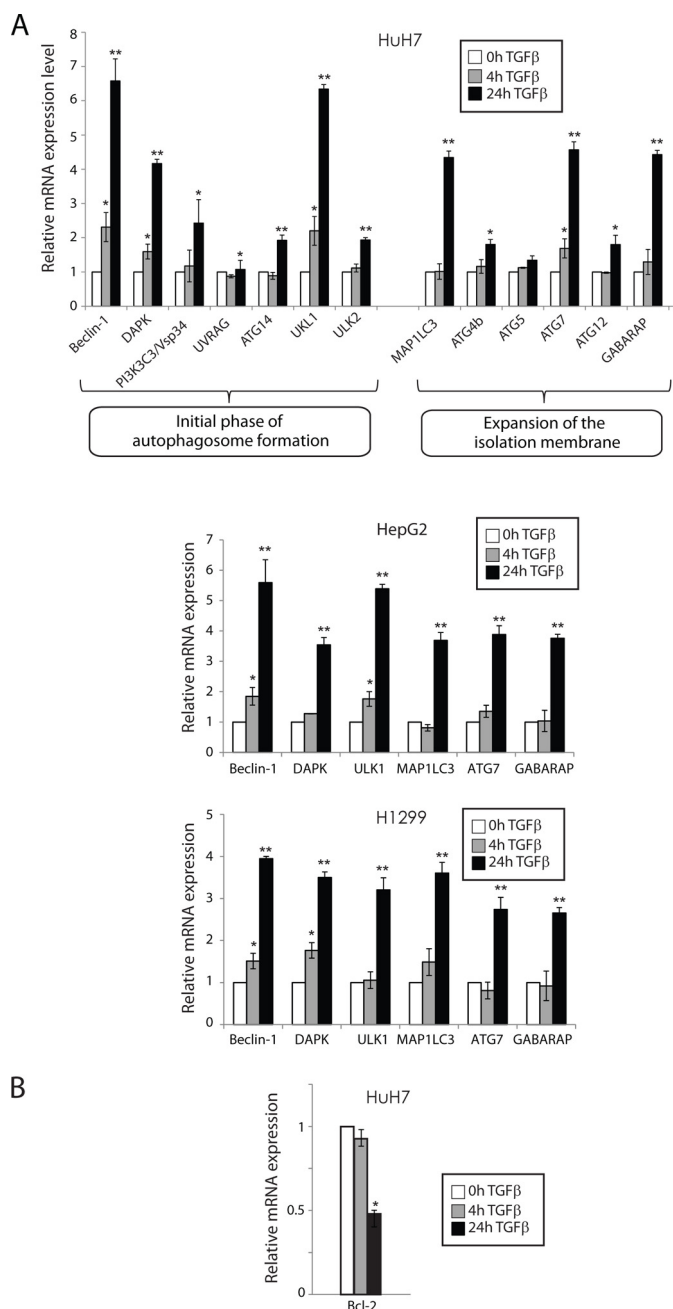 A
HuH7
Relative mRNA expression level
8
7
6
5
4
3
2
1
0
0h TGFβ
4h TGFβ
24h TGFβ
* ** * ** * * ** * ** ** ** * * ** * **
Beclin-1 DAPK PI3K3C3/Vsp34 UVRAG ATG14 UKL1 ULK2 MAP1LC3 ATG4b ATG5 ATG7 ATG12 GABARAP
Initial phase of
autophagosome formation
Expansion of the
isolation membrane
HepG2
Relative mRNA expression
7
6
5
4
3
2
1
0
0h TGFβ
4h TGFβ
24h TGFβ
* ** ** * ** ** ** **
Beclin-1 DAPK ULK1 MAP1LC3 ATG7 GABARAP
H1299
Relative mRNA expression
5
4
3
2
1
0
0h TGFβ
4h TGFβ
24h TGFβ
* ** * ** ** ** ** **
Beclin-1 DAPK ULK1 MAP1LC3 ATG7 GABARAP
B
HuH7
Relative mRNA expression
1
0.5
0
*
0h TGFβ
4h TGFβ
24h TGFβ
Bcl-2